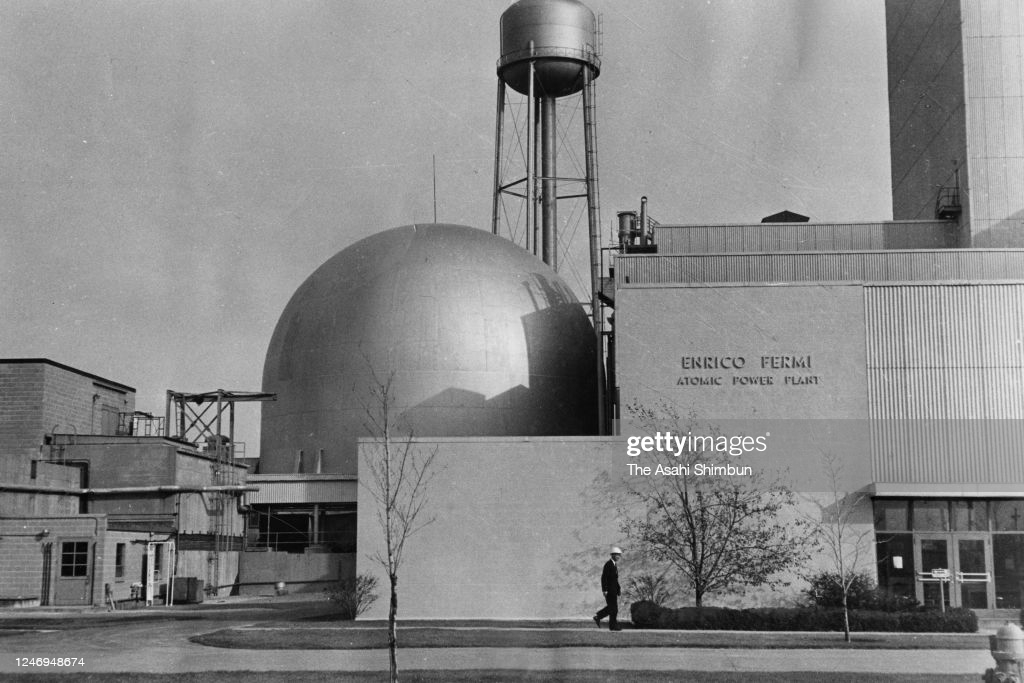 ENRICO FERMI
ATOMIC POWER PLANT
gettyimages®
The Asahi Shimbun
1246948674